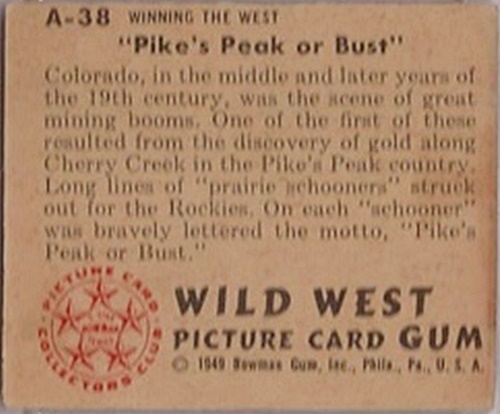 A-38 WINNING THE WEST
"Pike's Peak or Bust"
Colorado, in the middle and later years of
the 19th century, was the scene of great
mining booms. One of the first of these
resulted from the discovery of gold along
Cherry Creek in the Pike's Peak country.
Long lines of "prairie schooners" struck
out for the Rockies. On each "schooner"
was bravely lettered the motto, "Pike's
Peak or Bust."
PICTURE CARD
COLLECTORS CLUB
WILD WEST
PICTURE CARD GUM
© 1949 Bowman Gum, Inc., Phila., Pa., U. S. A.